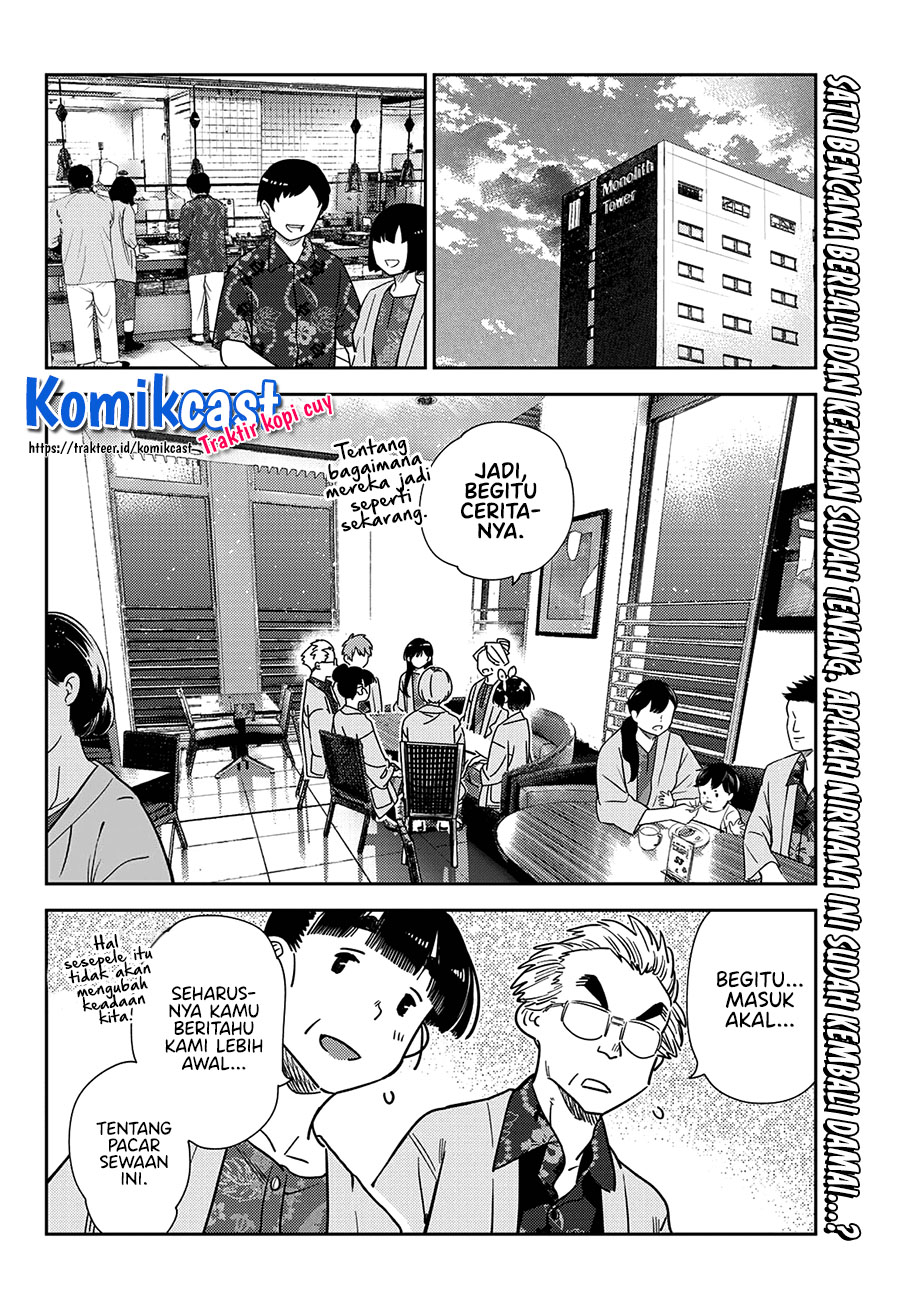 SATU BENCANA BERLALU DAN KEADAAN SUDAH TENANG. APAKAH NIRWANA INI SUDAH KEMBALI DAMAI....?
Monolith
Tower
Komikcast
Traktir kopi cuy
https://trakteer.id/komikcast
JADI,
BEGITU
CERITA-
NYA.
Tentang
bagaimana
mereka jadi
seperti
sekarang.
BEGITU...
MASUK
AKAL...
SEHARUS-
NYA KAMU
BERITAHU
KAMI LEBIH
AWAL...
Hal
sesepele itu
tidak akan
mengubah
keadaan
kita!
TENTANG
PACAR
SEWAAN
INI.